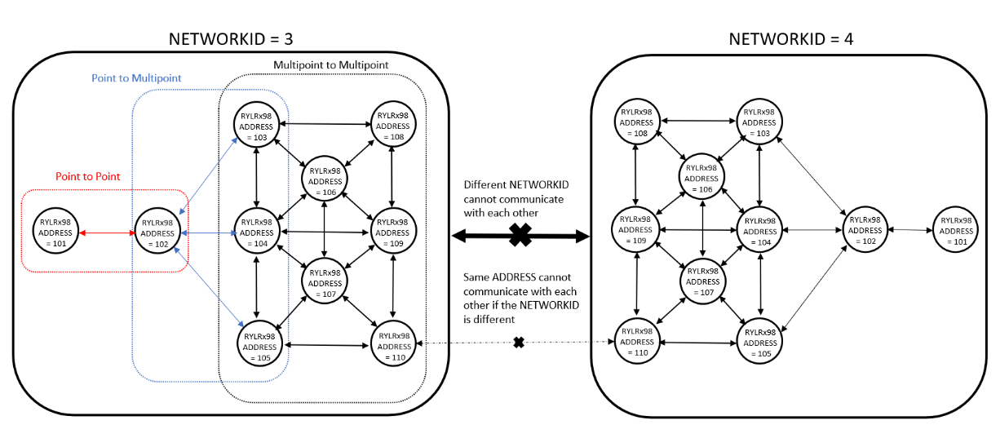 NETWORKID = 3
NETWORKID = 4
Multipoint to Multipoint
Point to Multipoint
Point to Point
RYLRx98
ADDRESS
= 103
RYLRx98
ADDRESS
= 108
RYLRx98
ADDRESS
= 106
RYLRx98
ADDRESS
= 101
RYLRx98
ADDRESS
= 102
RYLRx98
ADDRESS
= 104
RYLRx98
ADDRESS
= 109
RYLRx98
ADDRESS
= 107
RYLRx98
ADDRESS
= 105
RYLRx98
ADDRESS
= 110
Different NETWORKID
cannot communicate
with each other
Same ADDRESS cannot
communicate with each
other if the NETWORKID
is different
RYLRx98
ADDRESS
= 108
RYLRx98
ADDRESS
= 103
RYLRx98
ADDRESS
= 106
RYLRx98
ADDRESS
= 109
RYLRx98
ADDRESS
= 104
RYLRx98
ADDRESS
= 102
RYLRx98
ADDRESS
= 101
RYLRx98
ADDRESS
= 107
RYLRx98
ADDRESS
= 110
RYLRx98
ADDRESS
= 105